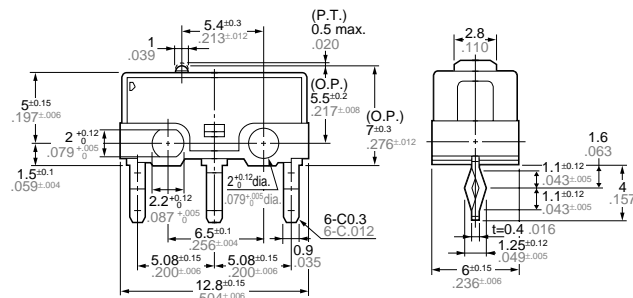 5.4±0.3
.213±.012
(P.T.)
0.5 max.
.020
1
.039
2.8
.110
(O.P.)
5.5±0.2
.217±.008
(O.P.)
7±0.3
.276±.012
5±0.15
.197±.006
2 +0.12 0
.079 +.005 0
1.5±0.1
.059±.004
2.2 +0.12 0
.087 +.005 0
2 +0.12 0 dia.
.079 +.005 0 dia.
6.5±0.1
.256±.004
6-C0.3
6-C.012
0.9
.035
5.08±0.15
.200±.006
5.08±0.15
.200±.006
12.8±0.15
.504±.006
1.6
.063
1.1±0.12
.043±.005
4
.157
1.1±0.12
.043±.005
t=0.4 .016
1.25±0.12
.049±.005
6±0.15
.236±.006